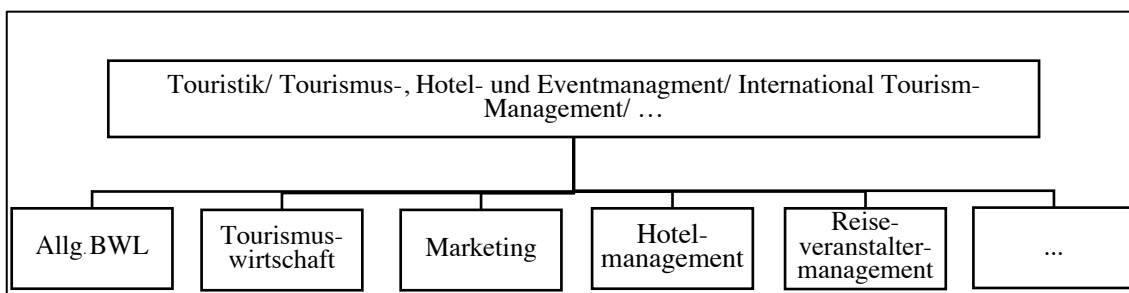 Touristik/ Tourismus-, Hotel- und Eventmanagment/ International Tourism-
Management/ …
Allg.BWL
Tourismus-
wirtschaft
Marketing
Hotel-
management
Reise-
veranstalter-
management
...